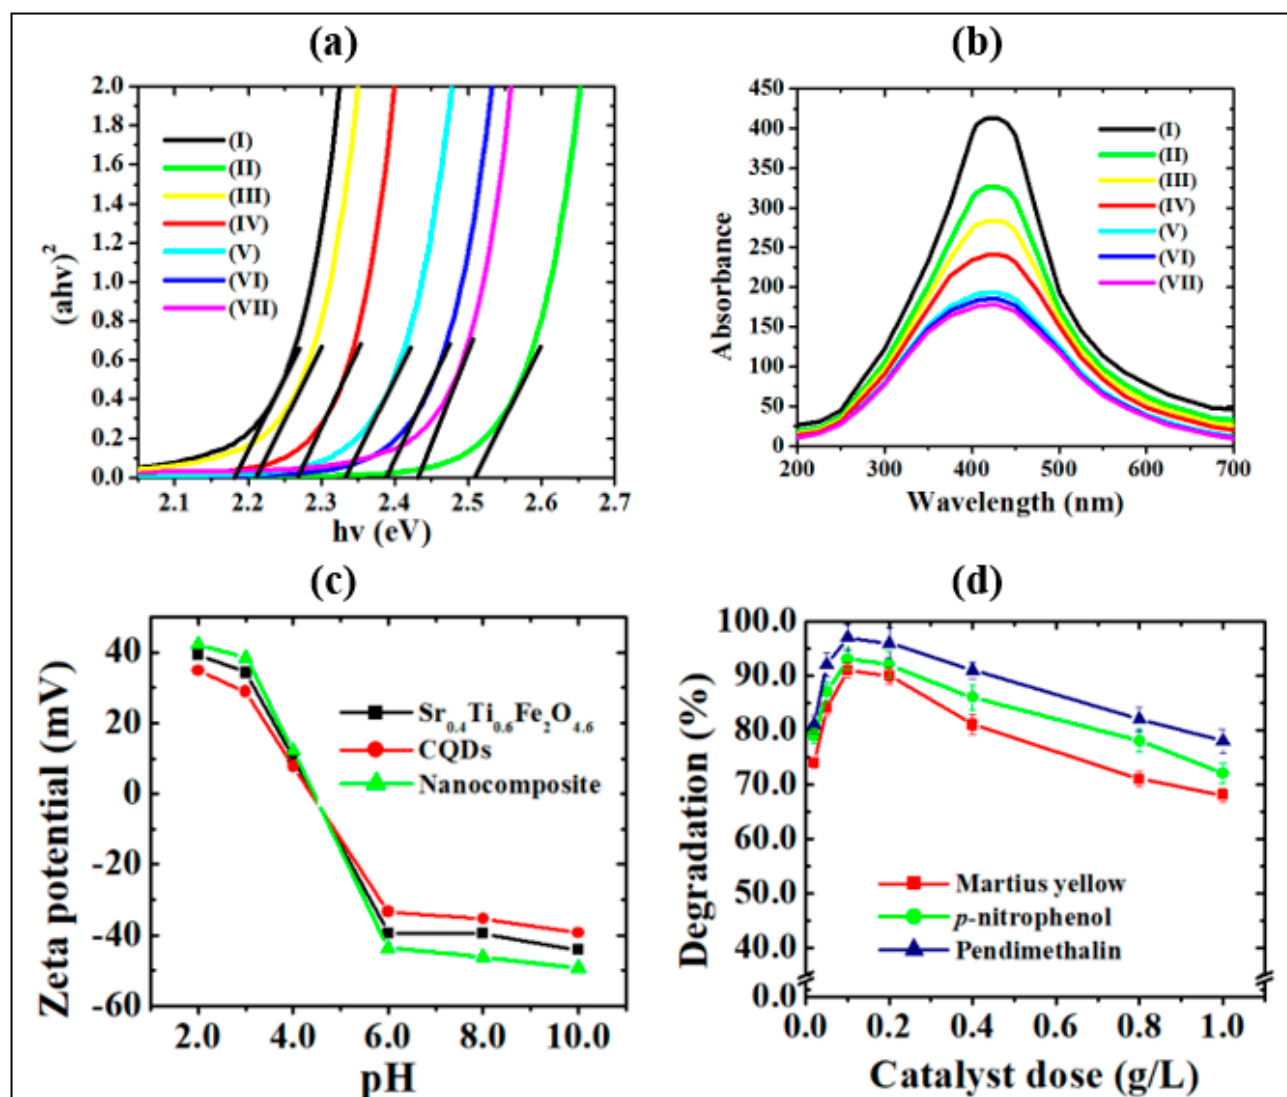 (a)
2.0
1.8
1.6
1.4
1.2
1.0
0.8
0.6
0.4
0.2
0.0
(ahv)²
(I)
(II)
(III)
(IV)
(V)
(VI)
(VII)
2.1 2.2 2.3 2.4 2.5 2.6 2.7
hv (eV)
(b)
450
400
350
300
250
200
150
100
50
0
Absorbance
(I)
(II)
(III)
(IV)
(V)
(VI)
(VII)
200 300 400 500 600 700
Wavelength (nm)
(c)
40
20
0
-20
-40
-60
Zeta potential (mV)
Sr₀.₄Ti₀.₆Fe₂O₄.₆
CQDs
Nanocomposite
2.0 4.0 6.0 8.0 10.0
pH
(d)
100.0
90.0
80.0
70.0
60.0
50.0
40.0
0.0
Degradation (%)
Martius yellow
p-nitrophenol
Pendimethalin
0.0 0.2 0.4 0.6 0.8 1.0
Catalyst dose (g/L)